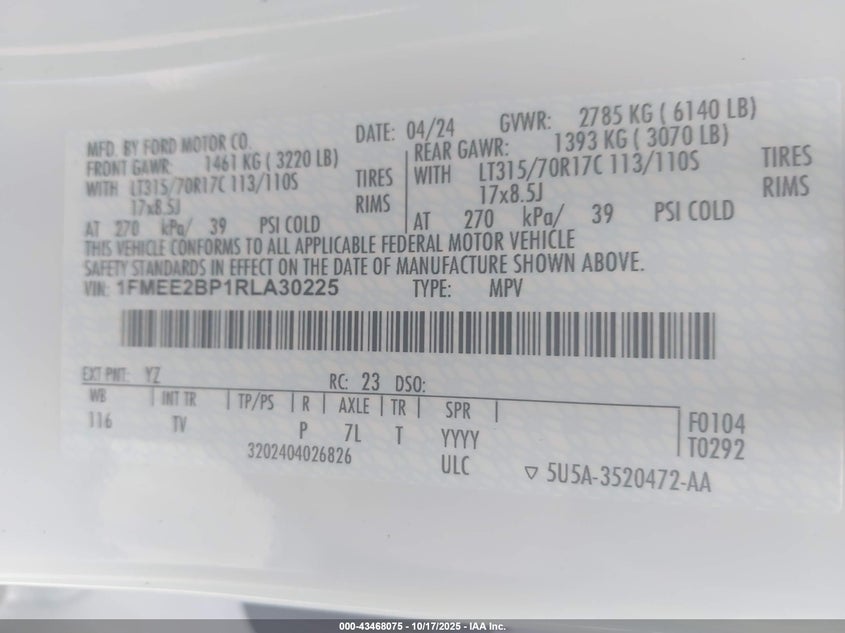 MFD. BY FORD MOTOR CO.
DATE: 04/24
GVWR: 2785 KG ( 6140 LB)
FRONT GAWR: 1461 KG ( 3220 LB)
WITH LT315/70R17C 113/110S TIRES
17x8.5J RIMS
AT 270 kPa/ 39 PSI COLD
REAR GAWR: 1393 KG ( 3070 LB)
WITH LT315/70R17C 113/110S TIRES
17x8.5J RIMS
AT 270 kPa/ 39 PSI COLD
THIS VEHICLE CONFORMS TO ALL APPLICABLE FEDERAL MOTOR VEHICLE
SAFETY STANDARDS IN EFFECT ON THE DATE OF MANUFACTURE SHOWN ABOVE.
VIN: 1FMEE2BP1RLA30225 TYPE: MPV
EXT PNT: YZ RC: 23 DSO:
WB INT TR TP/PS R AXLE TR SPR
116 TV P 7L T YYYY
F0104
T0292
3202404026826 ULC ▽ 5U5A-3520472-AA
000-43468075 - 10/17/2025 - IAA Inc.